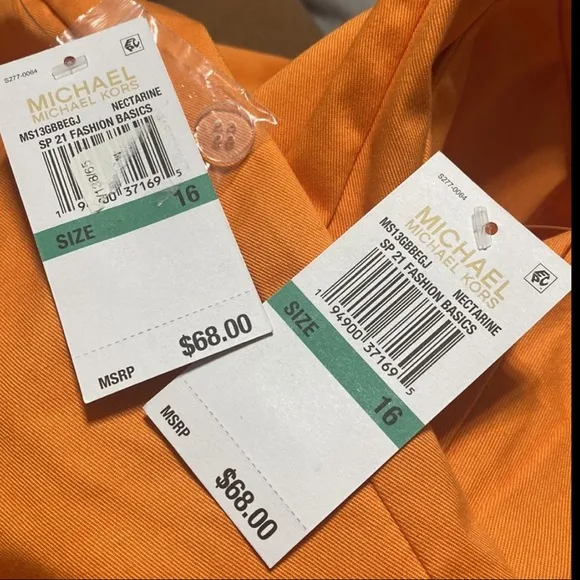 S277-0064
MICHAEL
MICHAEL KORS
MS13GBBEGJ NECTARINE
SP 21 FASHION BASICS
37169 5
SIZE 16
MSRP $68.00
S277-0064
MICHAEL
MICHAEL KORS
MS13GBBEGJ NECTARINE
SP 21 FASHION BASICS
1 94900 37169 5
SIZE 16
MSRP $68.00